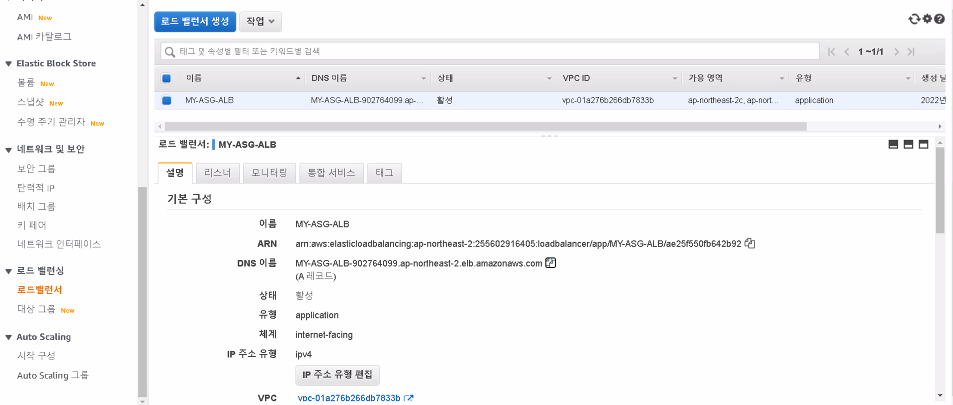 AMI New
AMI 카탈로그
Elastic Block Store
볼륨 New
스냅샷 New
수명 주기 관리자 New
네트워크 및 보안
보안 그룹
탄력적 IP
배치 그룹
키 페어
네트워크 인터페이스
로드 밸런싱
로드밸런서
대상 그룹 New
Auto Scaling
시작 구성
Auto Scaling 그룹
로드 밸런서 생성 작업
태그 및 속성별 필터 또는 키워드별 검색 1 ~1/1
이름 DNS 이름 상태 VPC ID 가용 영역 유형 생성 날
MY-ASG-ALB MY-ASG-ALB-902764099.ap-... 활성 vpc-01a276b266db7833b ap-northeast-2c, ap-nort... application 2022년
로드 밸런서: MY-ASG-ALB
설명 리스너 모니터링 통합 서비스 태그
기본 구성
이름 MY-ASG-ALB
ARN arn:aws:elasticloadbalancing:ap-northeast-2:255602916405:loadbalancer/app/MY-ASG-ALB/ae25f550fb642b92
DNS 이름 MY-ASG-ALB-902764099.ap-northeast-2.elb.amazonaws.com
(A 레코드)
상태 활성
유형 application
체계 internet-facing
IP 주소 유형 ipv4
IP 주소 유형 편집
VPC vpc-01a276b266db7833b